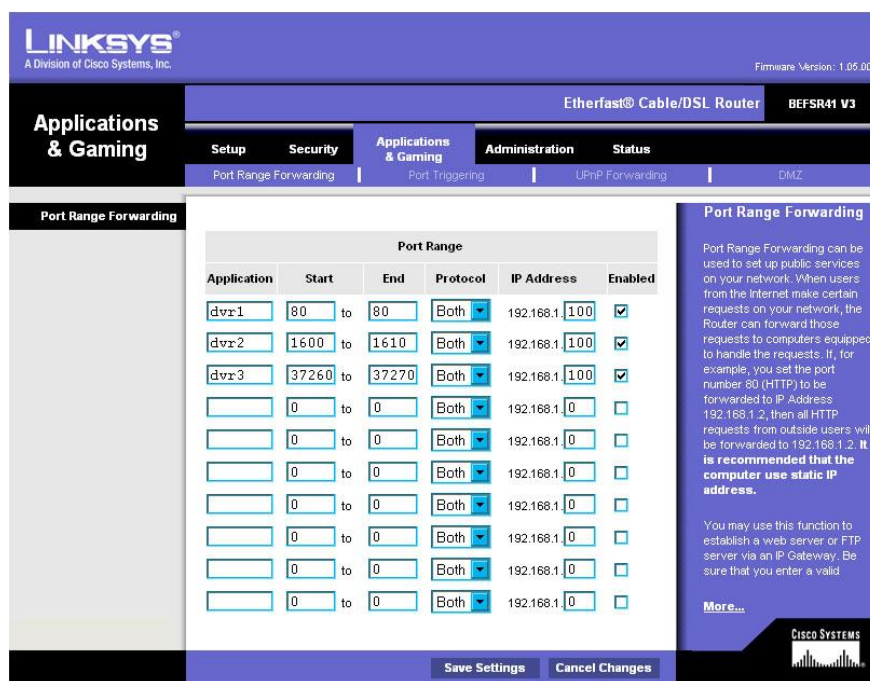 LINKSYS®
A Division of Cisco Systems, Inc.
Firmware Version: 1.05.00
Etherfast® Cable/DSL Router BEFSR41 V3
Applications & Gaming
Setup Security Applications & Gaming Administration Status
Port Range Forwarding Port Triggering UPnP Forwarding DMZ
Port Range Forwarding
Port Range
Application Start End Protocol IP Address Enabled
dvr1 80 to 80 Both 192.168.1.100
dvr2 1600 to 1610 Both 192.168.1.100
dvr3 37260 to 37270 Both 192.168.1.100
0 to 0 Both 192.168.1.0
0 to 0 Both 192.168.1.0
0 to 0 Both 192.168.1.0
0 to 0 Both 192.168.1.0
0 to 0 Both 192.168.1.0
0 to 0 Both 192.168.1.0
0 to 0 Both 192.168.1.0
Save Settings Cancel Changes
Port Range Forwarding
Port Range Forwarding can be
used to set up public services
on your network. When users
from the Internet make certain
requests on your network, the
Router can forward those
requests to computers equipped
to handle the requests. If, for
example, you set the port
number 80 (HTTP) to be
forwarded to IP Address
192.168.1.2, then all HTTP
requests from outside users will
be forwarded to 192.168.1.2. It
is recommended that the
computer use static IP
address.
You may use this function to
establish a web server or FTP
server via an IP Gateway. Be
sure that you enter a valid
More...
CISCO SYSTEMS